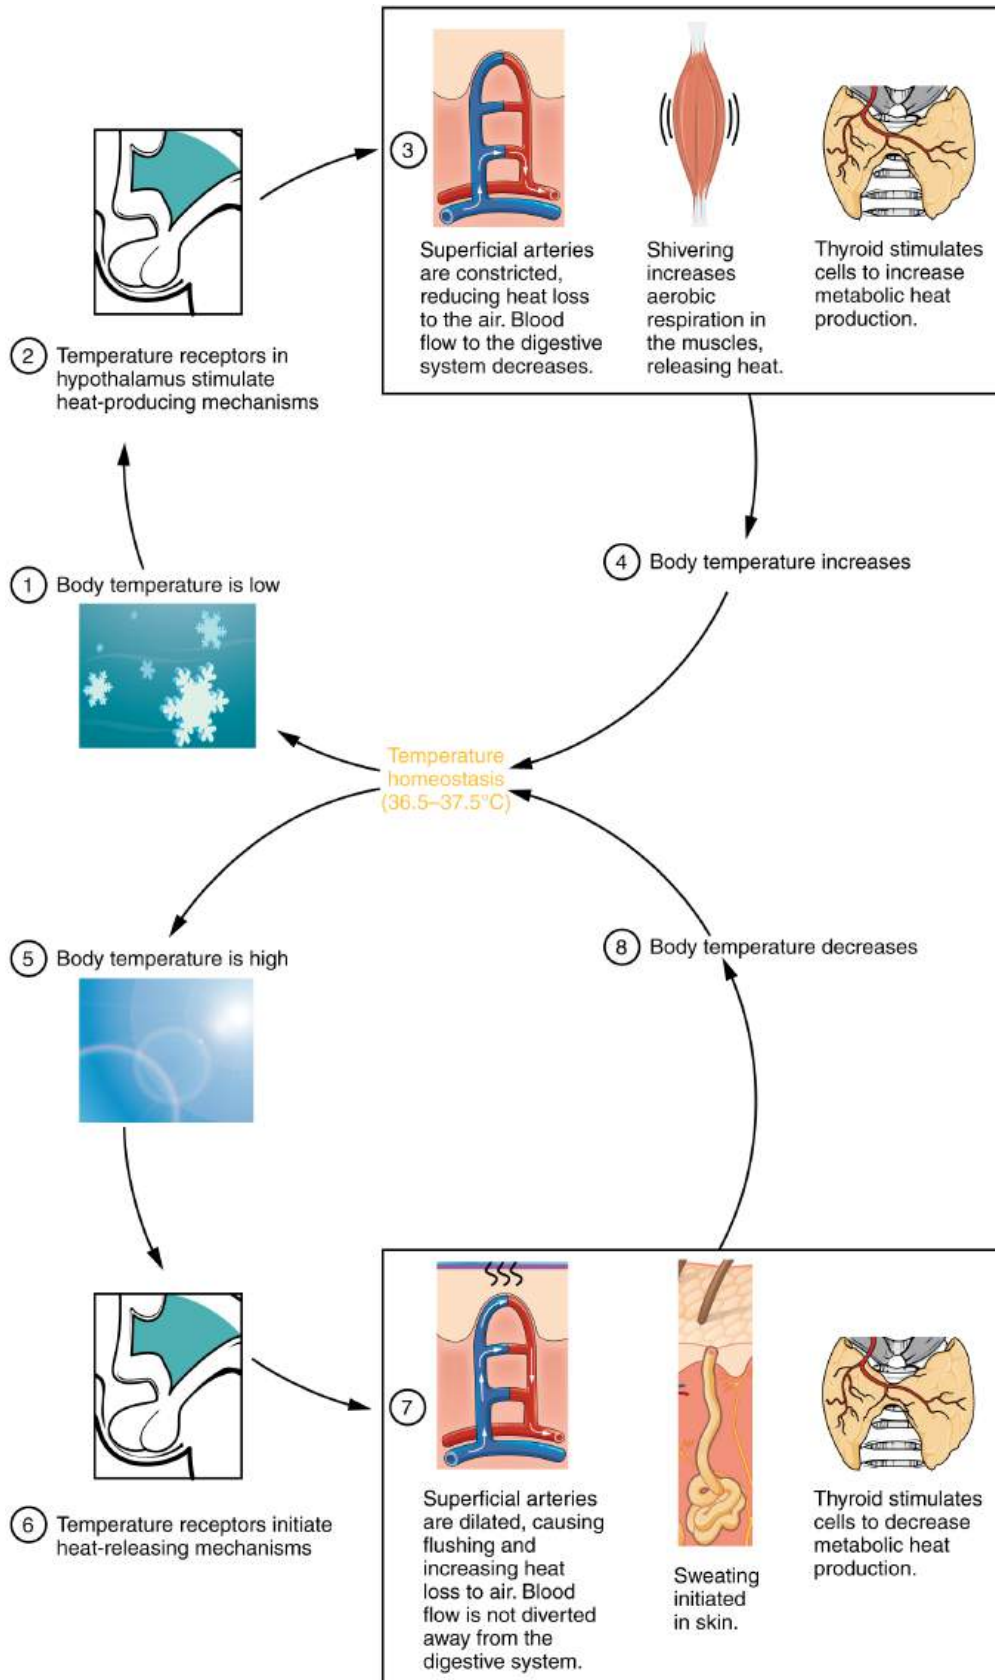 1 Body temperature is low
2 Temperature receptors in
hypothalamus stimulate
heat-producing mechanisms
3
Superficial arteries
are constricted,
reducing heat loss
to the air. Blood
flow to the digestive
system decreases.
Shivering
increases
aerobic
respiration in
the muscles,
releasing heat.
Thyroid stimulates
cells to increase
metabolic heat
production.
4 Body temperature increases
Temperature
homeostasis
(36.5–37.5°C)
5 Body temperature is high
6 Temperature receptors initiate
heat-releasing mechanisms
7
Superficial arteries
are dilated, causing
flushing and
increasing heat
loss to air. Blood
flow is not diverted
away from the
digestive system.
Sweating
initiated
in skin.
Thyroid stimulates
cells to decrease
metabolic heat
production.
8 Body temperature decreases